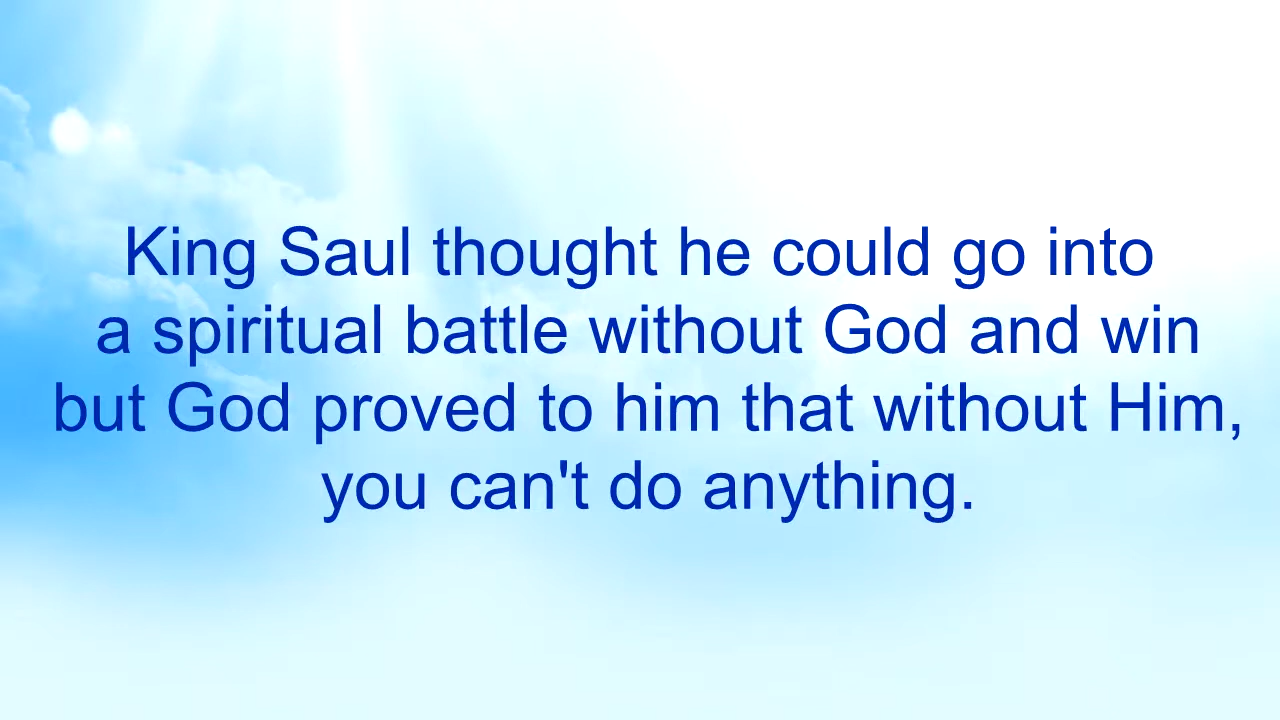 King Saul thought he could go into
a spiritual battle without God and win
but God proved to him that without Him,
you can't do anything.